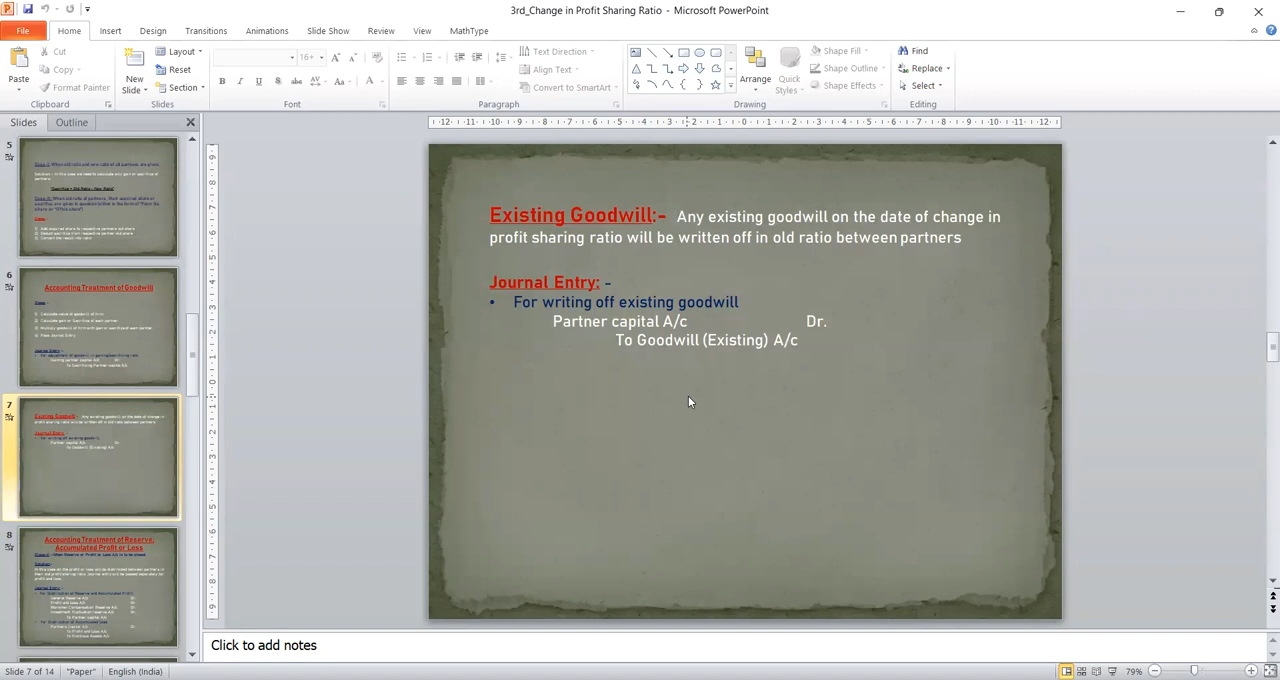 3rd_Change in Profit Sharing Ratio - Microsoft PowerPoint
File Home Insert Design Transitions Animations Slide Show Review View MathType
Cut Layout 16 Text Direction Shape Fill Find
Copy Reset Align Text Shape Outline Replace
Paste Format Painter New Slide Section Convert to SmartArt Arrange Quick Styles Shape Effects Select
Clipboard Slides Font Paragraph Drawing Editing
Slides Outline
5
6
Accounting Treatment of Goodwill
7
8
Accounting Treatment of Reserve,
Accumulated Profit or Loss
Existing Goodwill:- Any existing goodwill on the date of change in
profit sharing ratio will be written off in old ratio between partners
Journal Entry: -
• For writing off existing goodwill
Partner capital A/c Dr.
To Goodwill (Existing) A/c
Click to add notes
Slide 7 of 14 "Paper" English (India) 79%